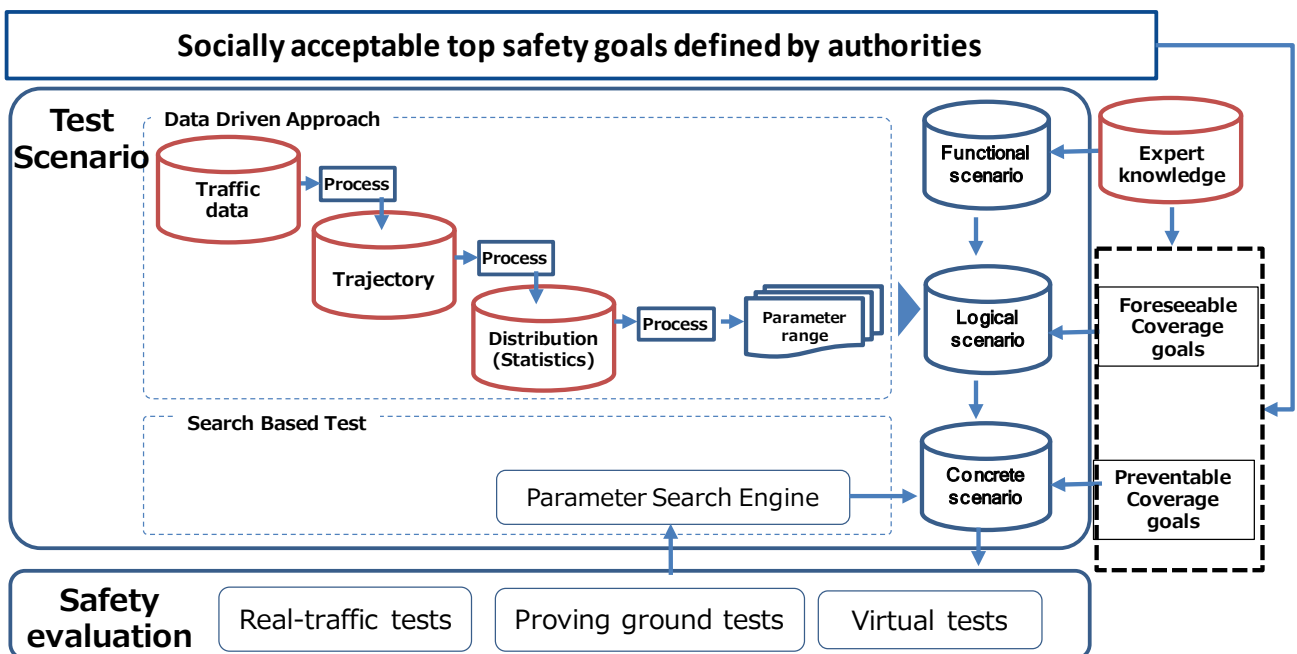 Socially acceptable top safety goals defined by authorities
Test
Scenario
Data Driven Approach
Traffic
data
Process
Trajectory
Process
Distribution
(Statistics)
Process
Parameter
range
Functional
scenario
Expert
knowledge
Logical
scenario
Foreseeable
Coverage
goals
Search Based Test
Parameter Search Engine
Concrete
scenario
Preventable
Coverage
goals
Safety
evaluation
Real-traffic tests
Proving ground tests
Virtual tests